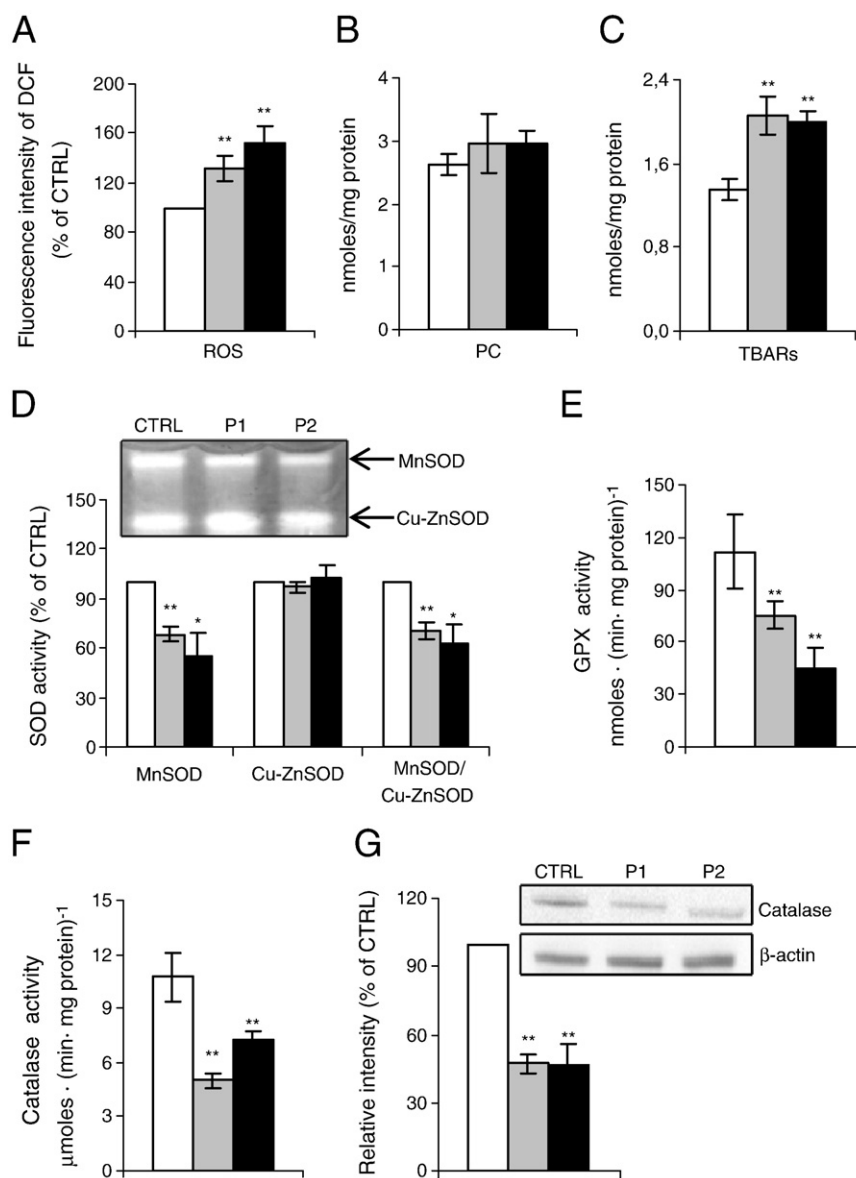 A
Fluorescence intensity of DCF
(% of CTRL)
200
160
120
80
40
0
**
**
ROS
B
nmoles/mg protein
4
3
2
1
0
PC
C
nmoles/mg protein
2,4
1,6
0,8
0,0
**
**
TBARs
D
CTRL P1 P2
MnSOD
Cu-ZnSOD
SOD activity (% of CTRL)
150
120
90
60
30
0
**
*
**
*
MnSOD
Cu-ZnSOD
MnSOD/
Cu-ZnSOD
E
GPX activity
nmoles · (min· mg protein)-1
150
120
90
60
30
0
**
**
F
Catalase activity
µmoles · (min· mg protein)-1
15
12
9
6
3
0
**
**
G
Relative intensity (% of CTRL)
120
90
60
30
0
**
**
CTRL P1 P2
Catalase
β-actin